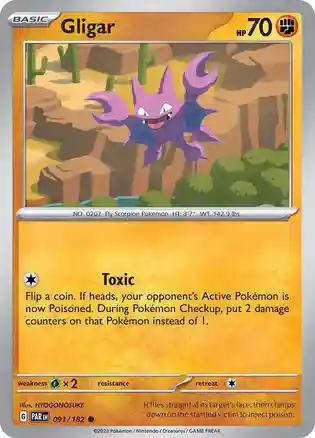 BASIC
Gligar
HP 70
NO. 0207 Fly Scorpion Pokémon HT: 3'7" WT: 142.9 lbs.
Toxic
Flip a coin. If heads, your opponent's Active Pokémon
is now Poisoned. During Pokémon Checkup, put 2 damage
counters on that Pokémon instead of 1.
weakness ×2 resistance retreat
Illus. HYOGONOSUKE
G PAR EN 091/182
It flies straight at its target's face, then clamps
down on the startled victim to inject poison.
©2023 Pokémon / Nintendo / Creatures / GAME FREAK